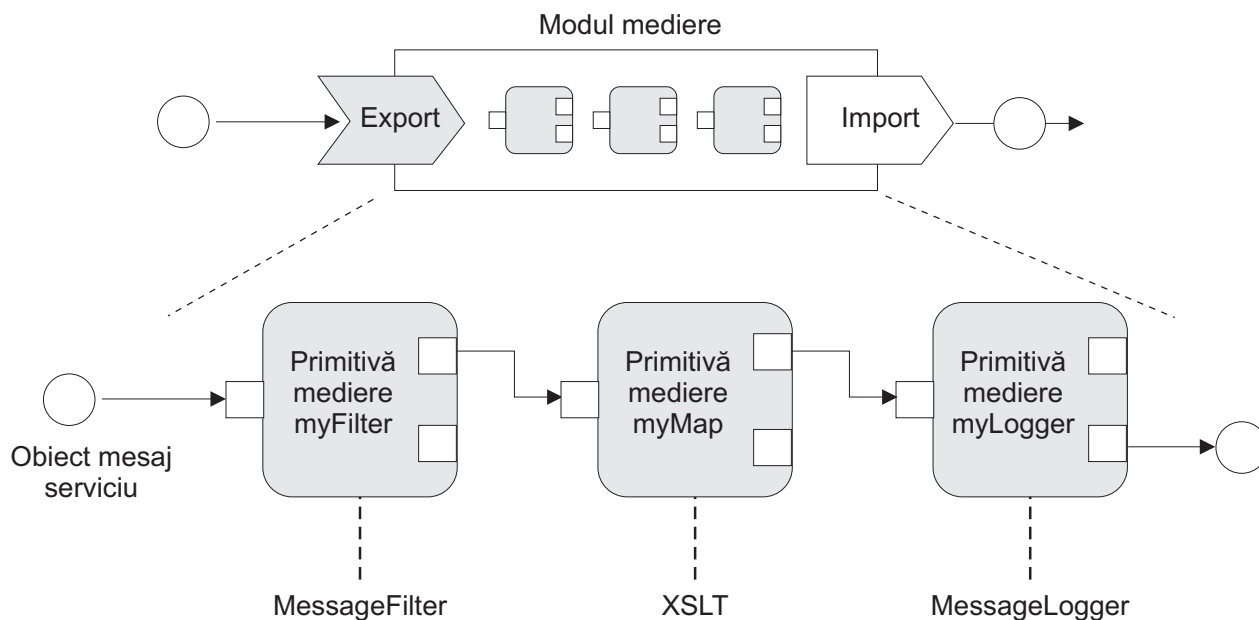 Modul mediere
Export
Import
Primitivă
mediere
myFilter
Primitivă
mediere
myMap
Primitivă
mediere
myLogger
Obiect mesaj
serviciu
MessageFilter
XSLT
MessageLogger